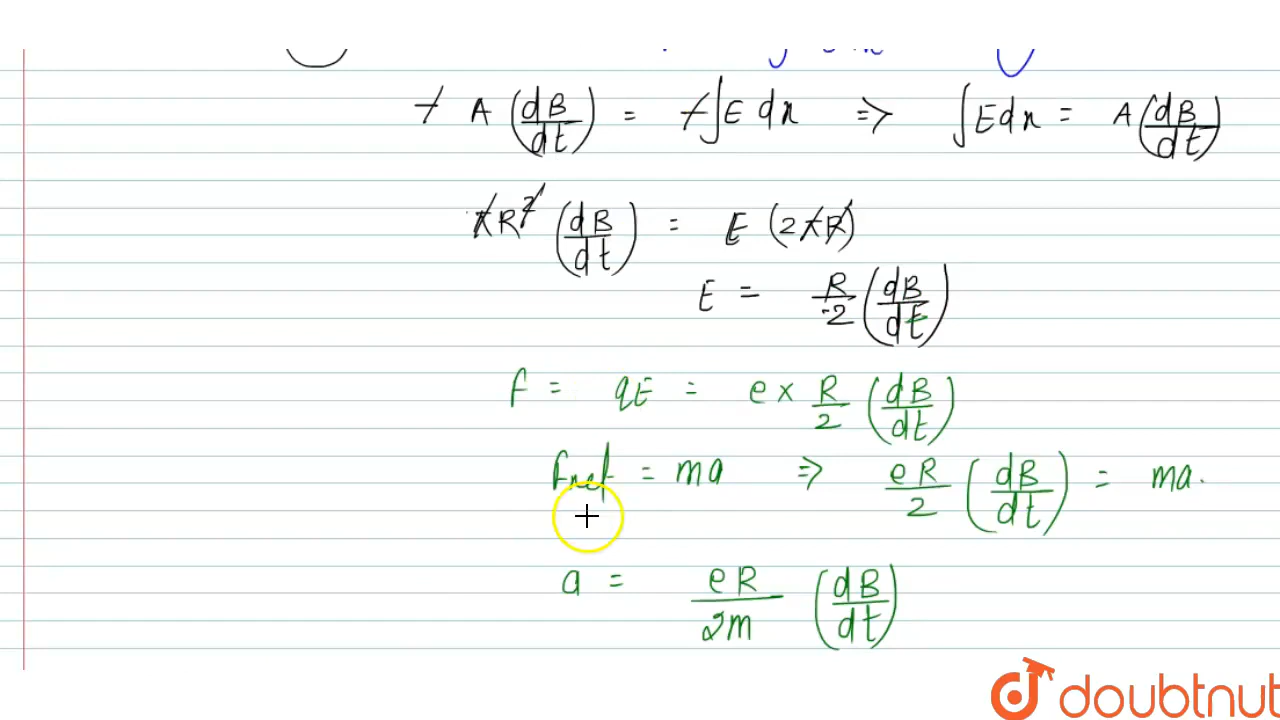 - A (dB/dt) = -∫E dx => ∫Edx = A(dB/dt)
πR² (dB/dt) = E (2πR)
E = R/2 (dB/dt)
F = qE = e × R/2 (dB/dt)
Fnet = ma => eR/2 (dB/dt) = ma.
a = eR/2m (dB/dt)
doubtnut